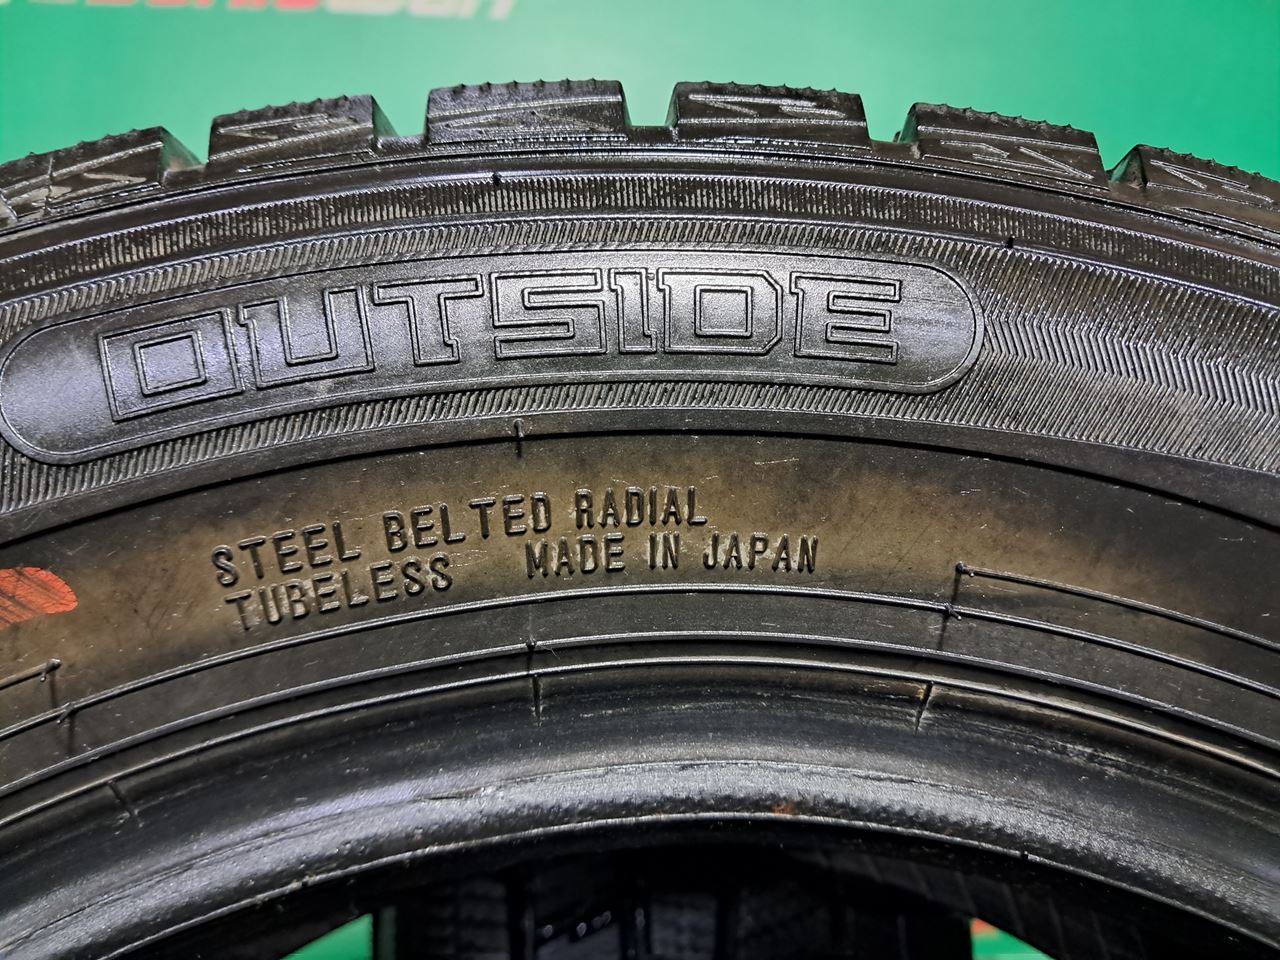 OUTSIDE
STEEL BELTED RADIAL
TUBELESS MADE IN JAPAN